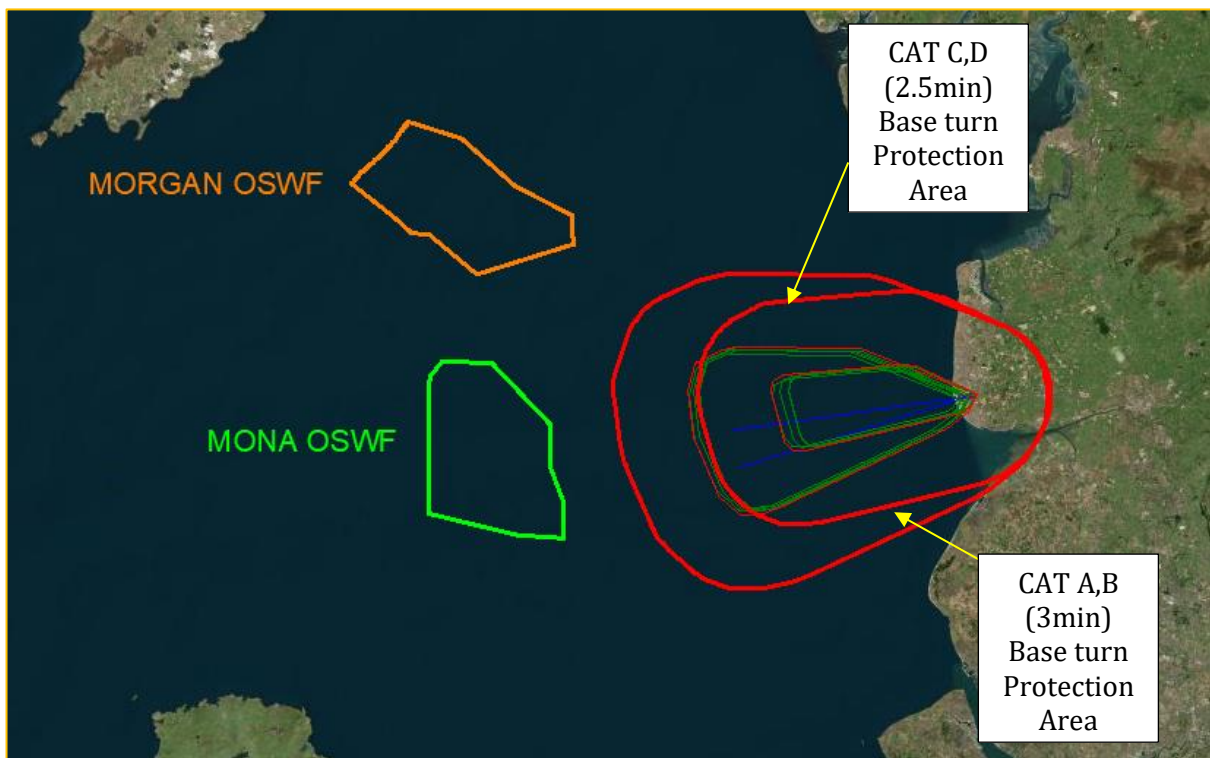 CAT C,D
(2.5min)
Base turn
Protection
Area
MORGAN OSWF
MONA OSWF
CAT A,B
(3min)
Base turn
Protection
Area